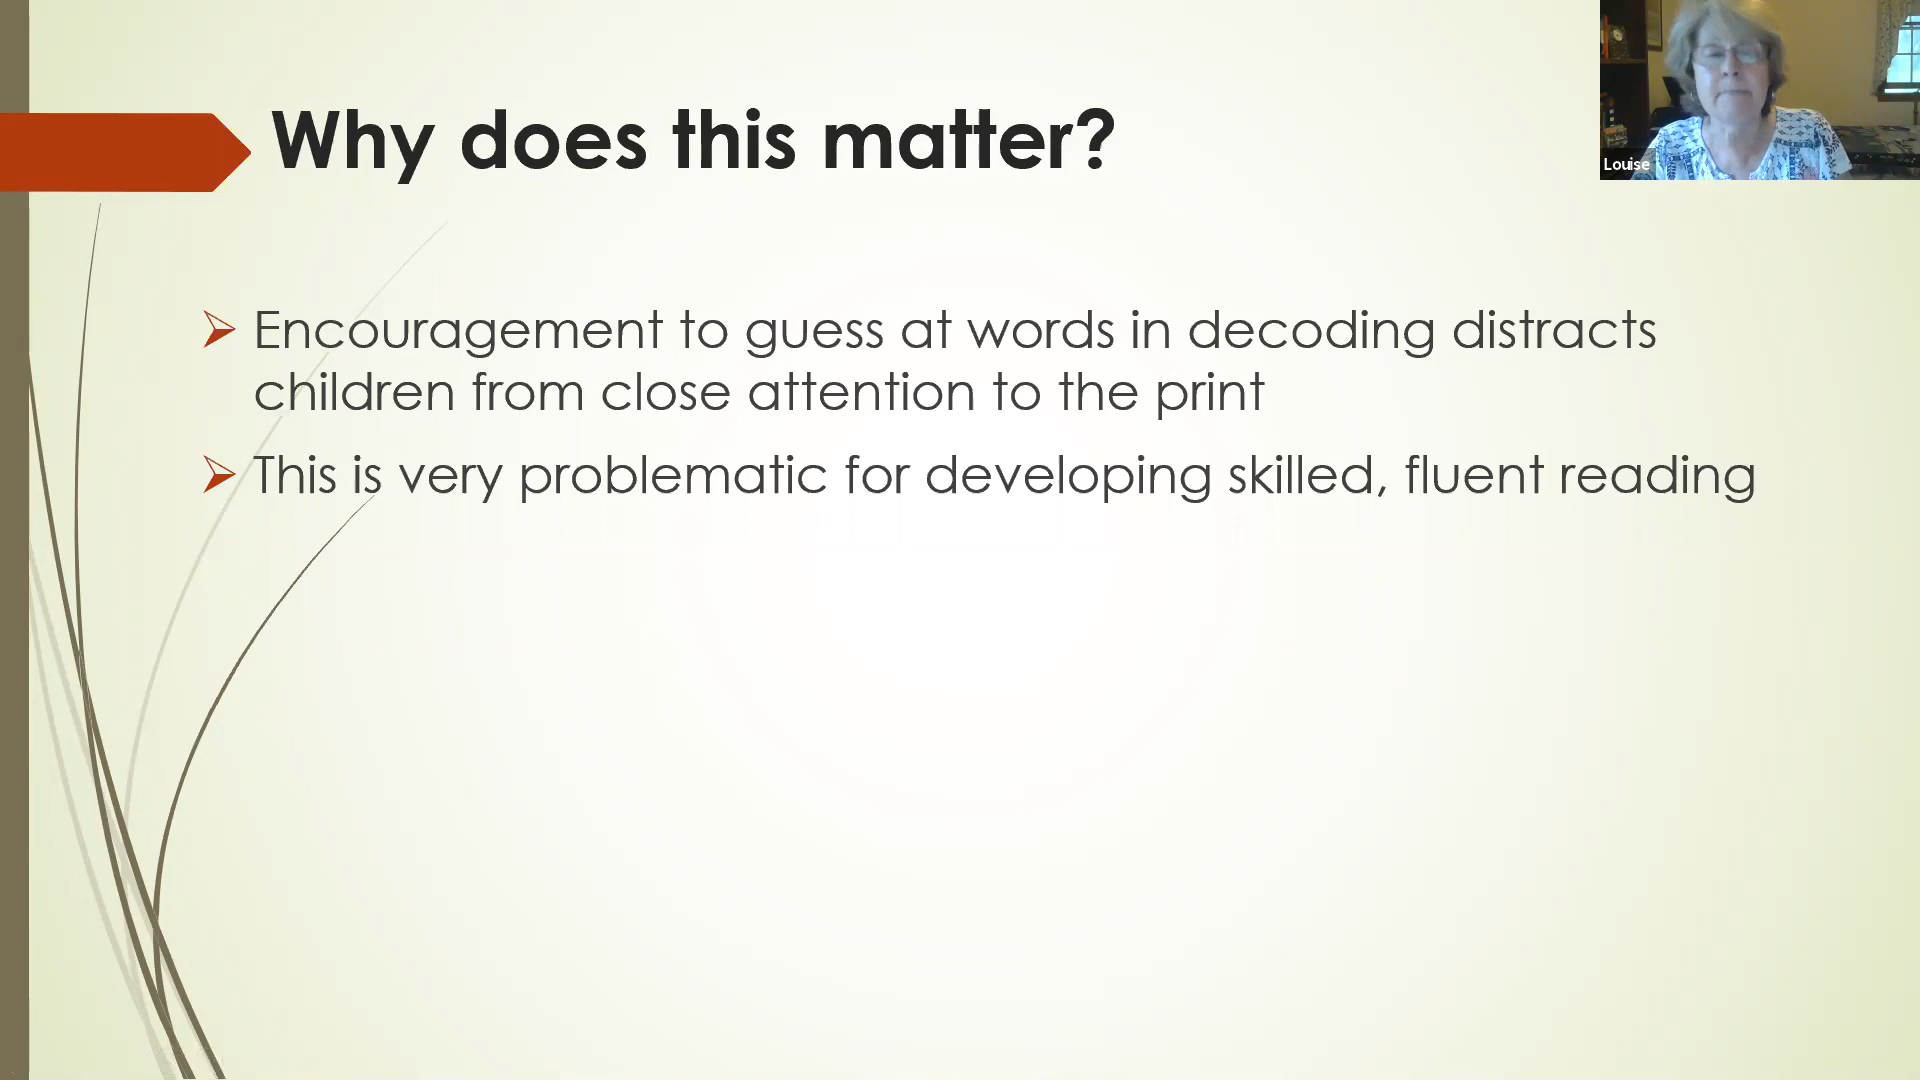 Why does this matter?
Louise
Encouragement to guess at words in decoding distracts
children from close attention to the print
This is very problematic for developing skilled, fluent reading